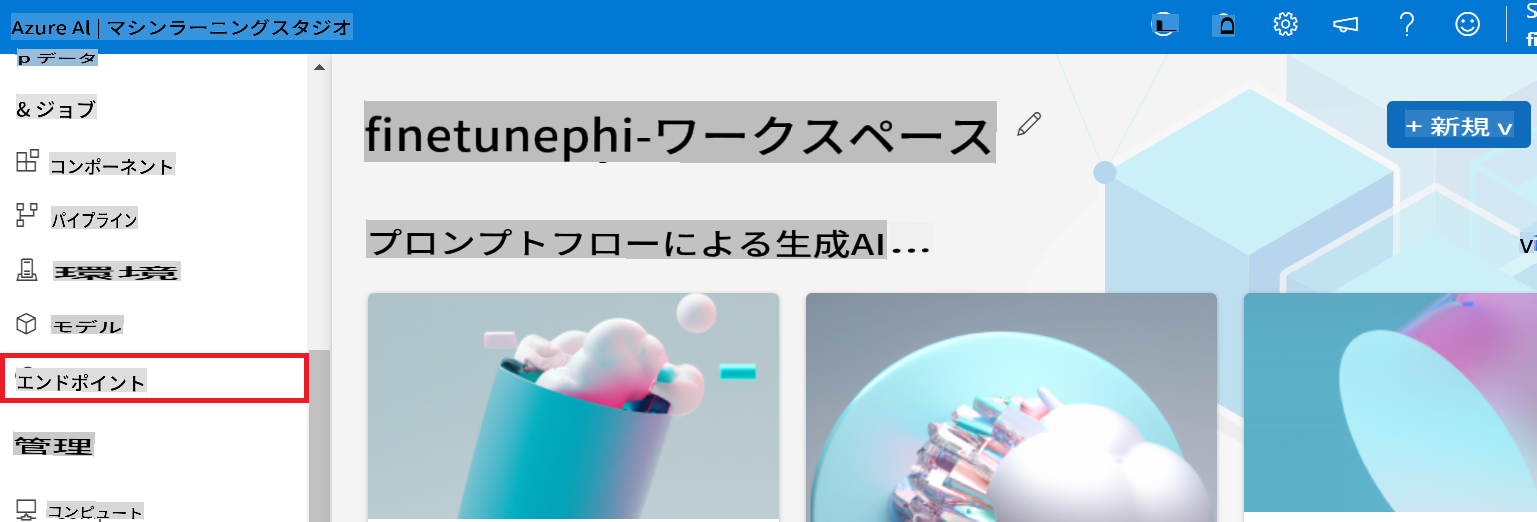 Azure Al | マシンラーニングスタジオ
p データ
& ジョブ
コンポーネント
パイプライン
環境
モデル
エンドポイント
管理
コンピュート
finetunephi-ワークスペース
+ 新規 v
プロンプトフローによる生成AI...